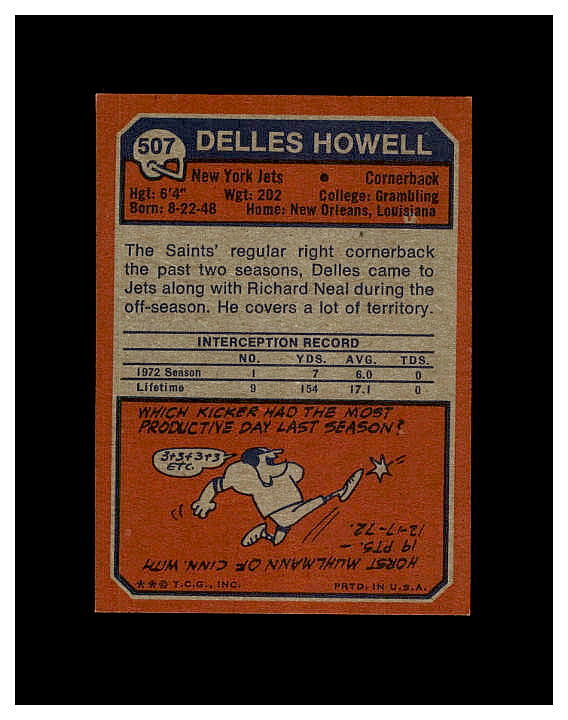 507 DELLES HOWELL
New York Jets • Cornerback
Hgt: 6'4" Wgt: 202 College: Grambling
Born: 8-22-48 Home: New Orleans, Louisiana
The Saints' regular right cornerback
the past two seasons, Delles came to
Jets along with Richard Neal during the
off-season. He covers a lot of territory.
INTERCEPTION RECORD
NO. YDS. AVG. TDS.
1972 Season 1 7 6.0 0
Lifetime 9 154 17.1 0
WHICH KICKER HAD THE MOST
PRODUCTIVE DAY LAST SEASON?
3+3+3+3
ETC.
HORST MUHLMANN OF CINN. WITH
19 PTS. —
12-17-72.
**© T.C.G., INC. PRTD. IN U.S.A.